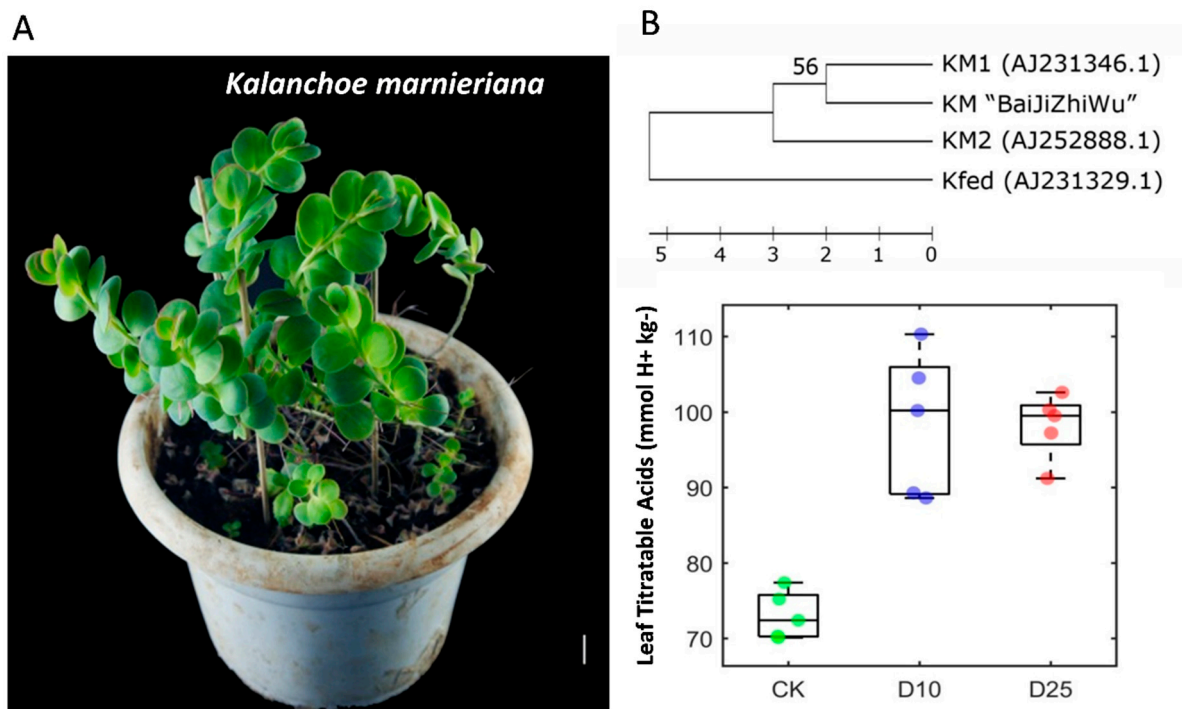 A
Kalanchoe marnieriana
B
56
KM1 (AJ231346.1)
KM “BaiJiZhiWu”
KM2 (AJ252888.1)
Kfed (AJ231329.1)
5 4 3 2 1 0
Leaf Titratable Acids (mmol H+ kg-)
110
100
90
80
70
CK D10 D25